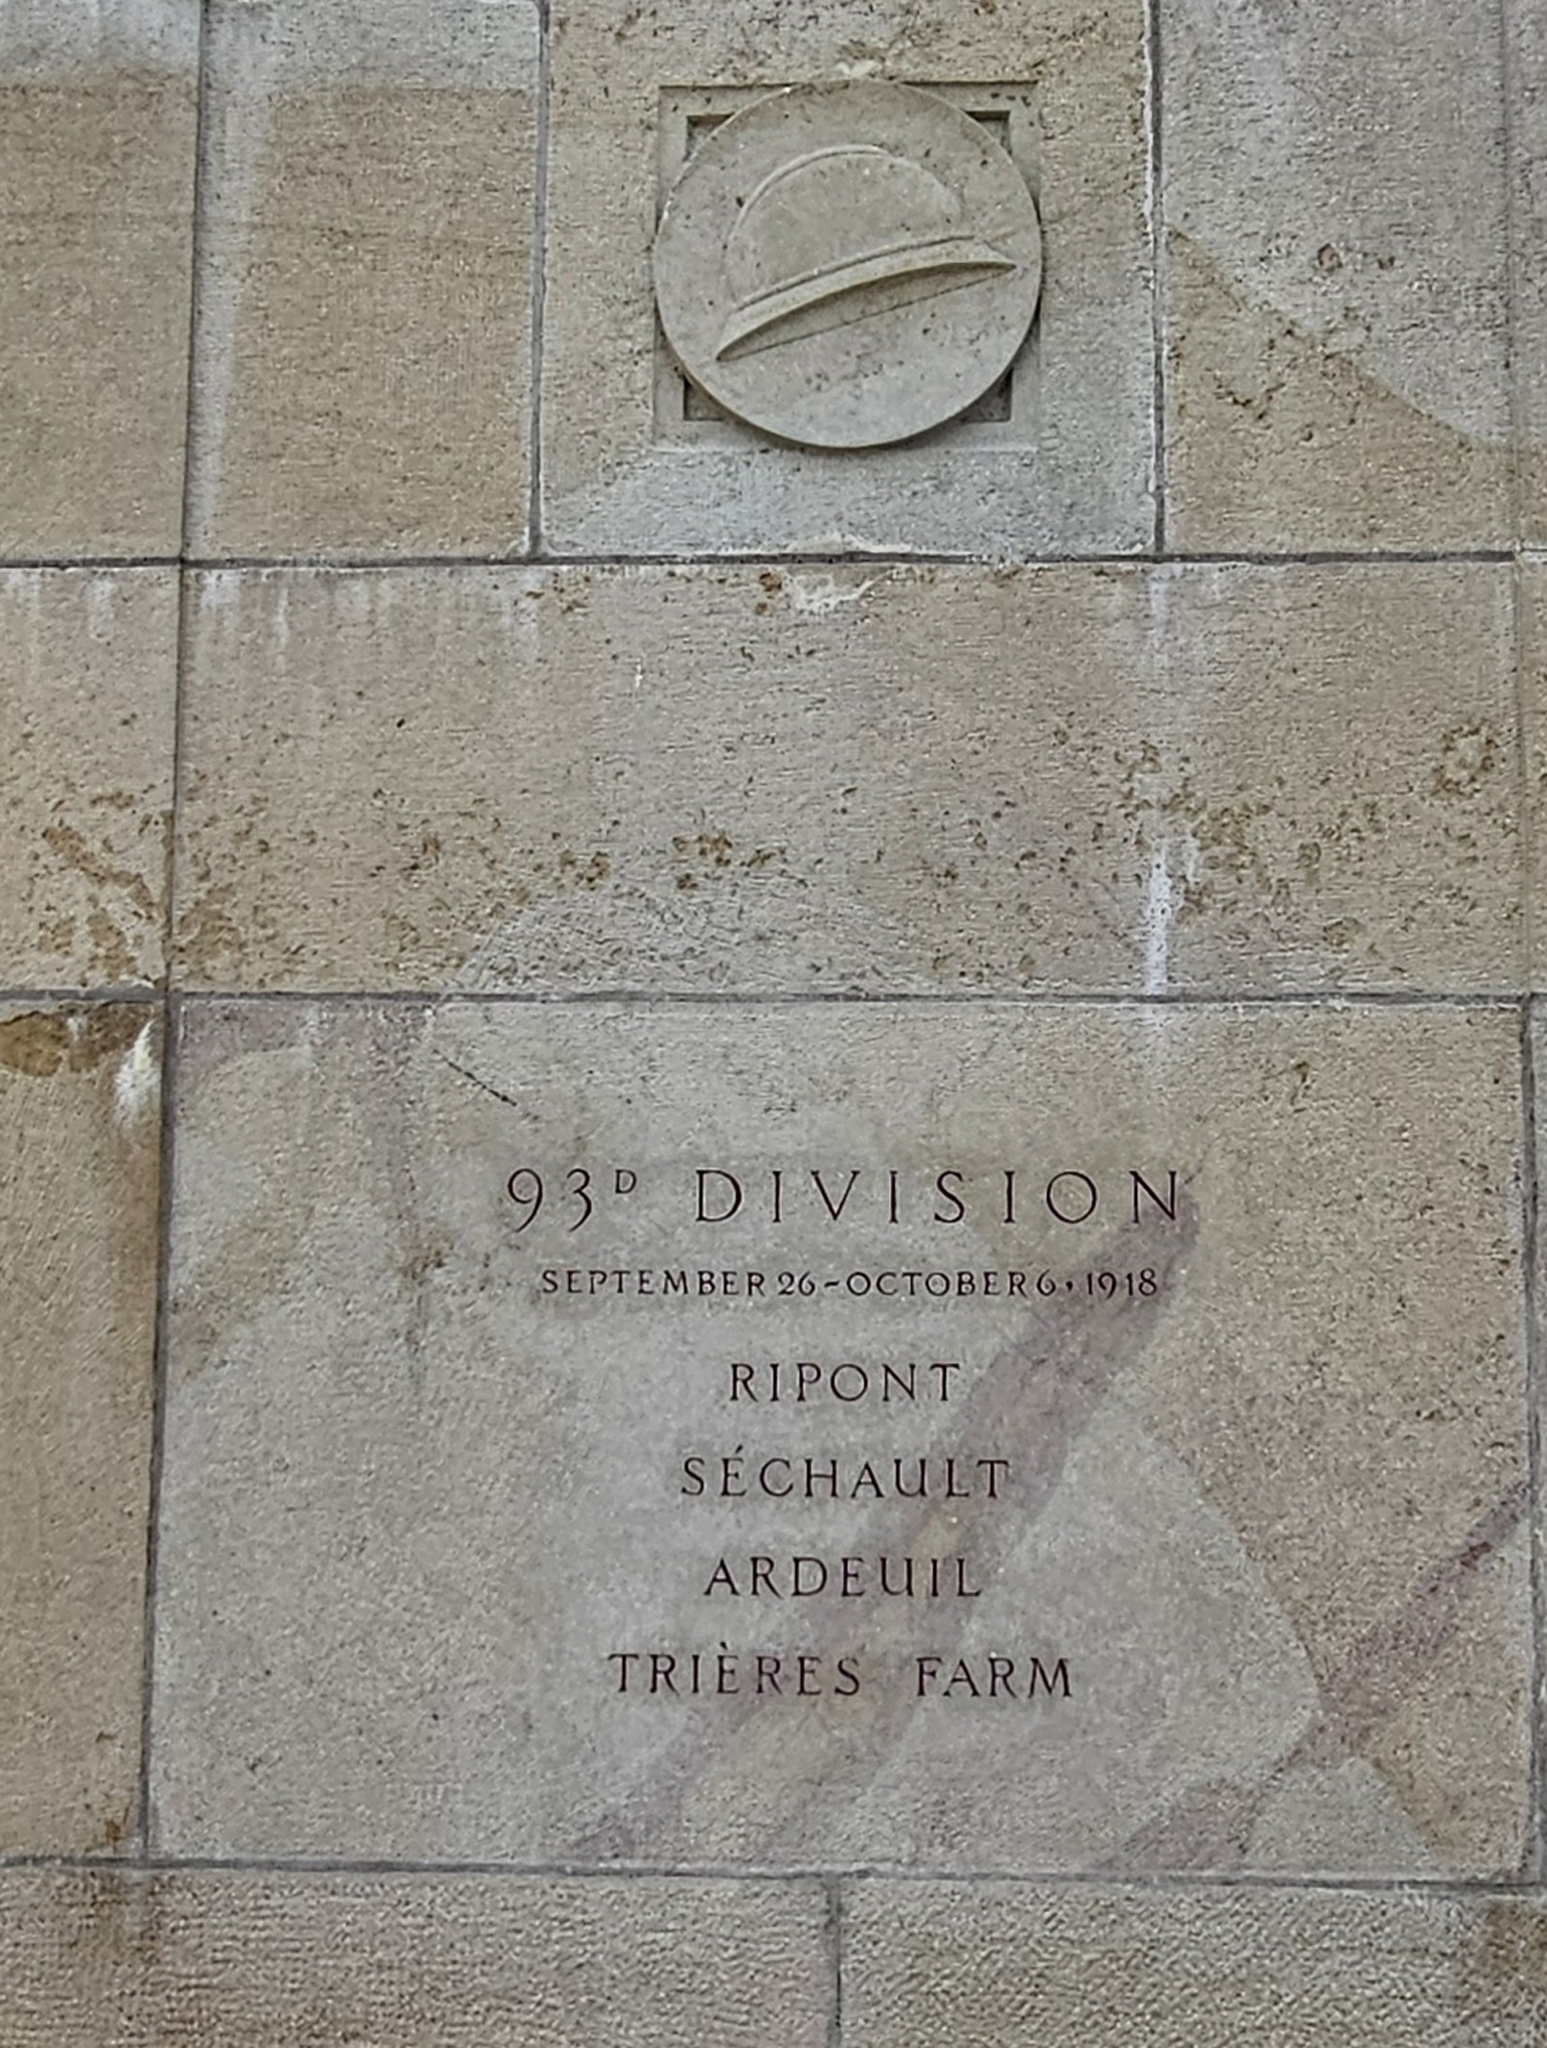 93D DIVISION
SEPTEMBER 26-OCTOBER 6, 1918
RIPONT
SÉCHAULT
ARDEUIL
TRIÈRES FARM